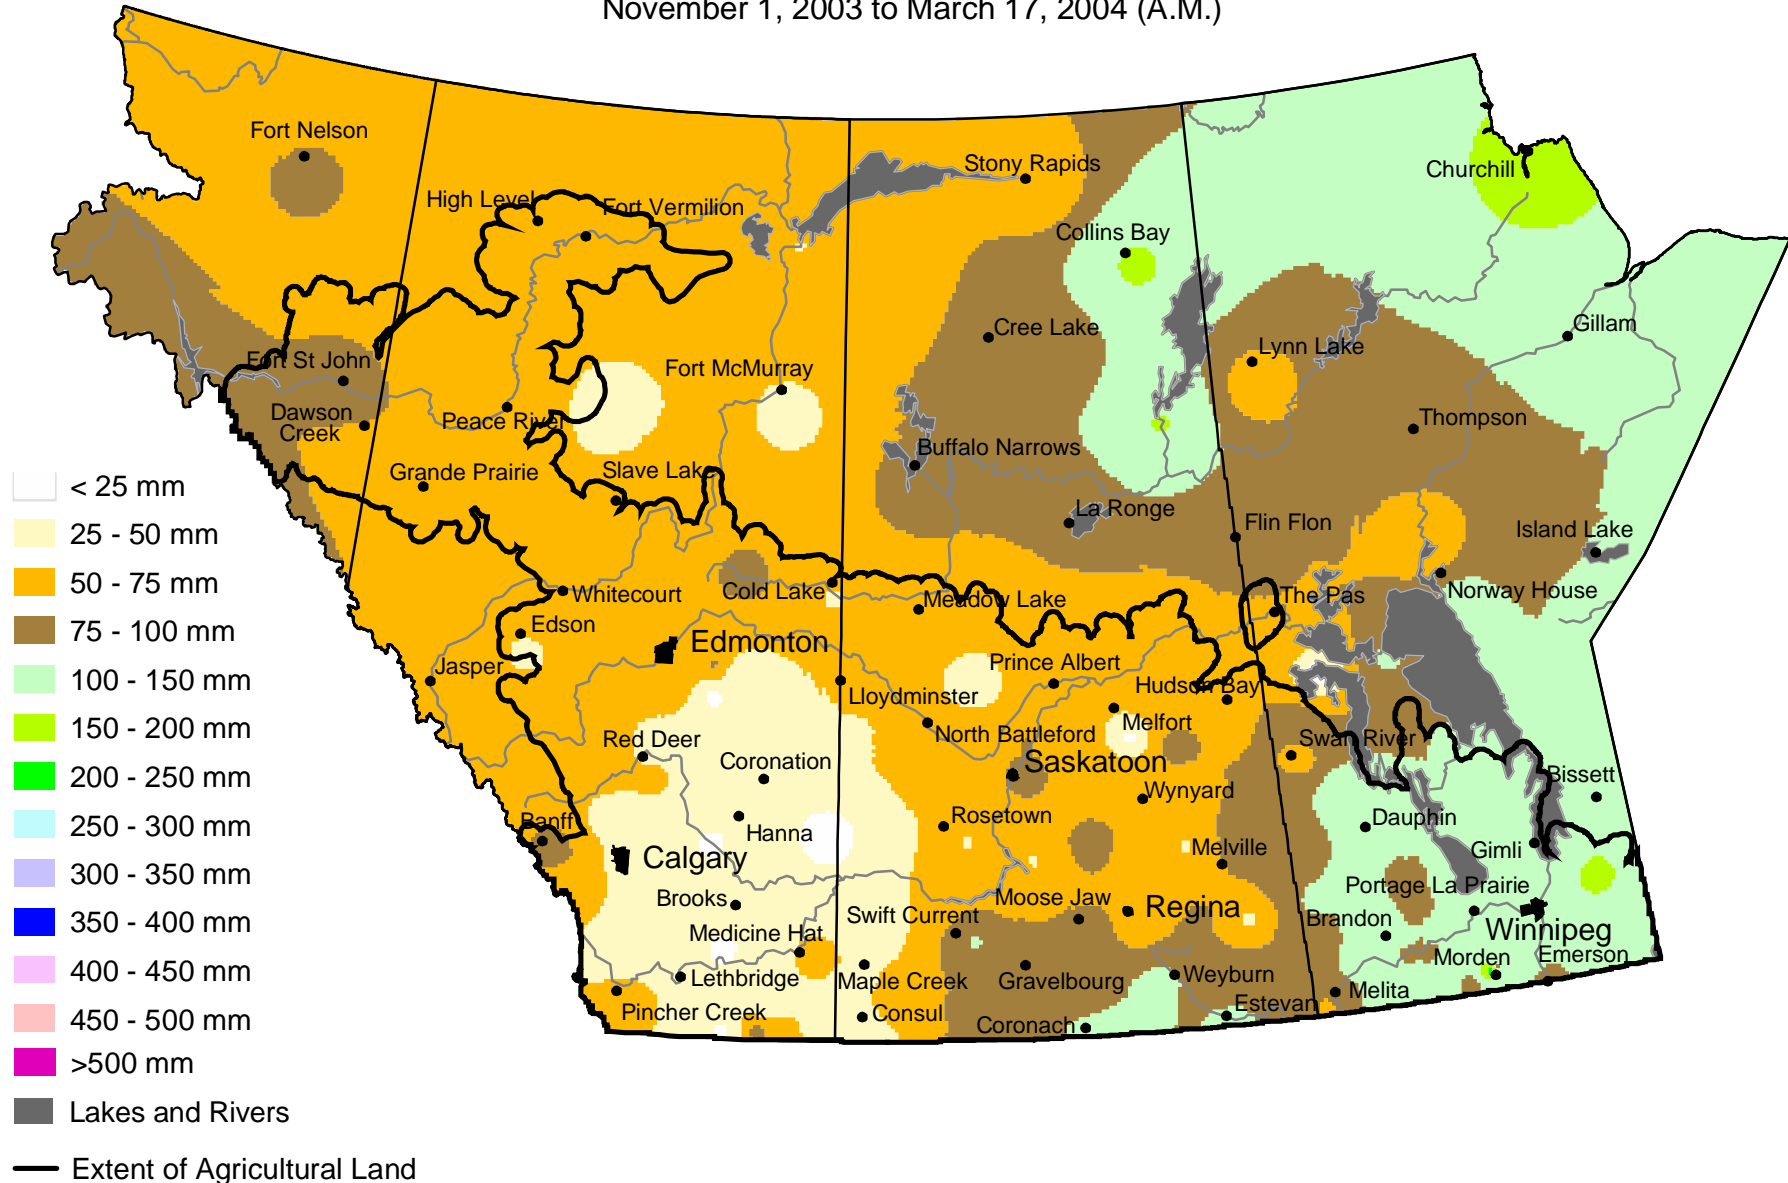 November 1, 2003 to March 17, 2004 (A.M.)
Fort Nelson
Stony Rapids
Churchill
High Level
Fort Vermilion
Collins Bay
Cree Lake
Gillam
Lynn Lake
Fort St John
Fort McMurray
Dawson
Creek
Peace River
Thompson
Buffalo Narrows
Grande Prairie
Slave Lake
La Ronge
Flin Flon
Island Lake
Whitecourt
Cold Lake
Meadow Lake
The Pas
Norway House
Edson
Edmonton
Jasper
Prince Albert
Lloydminster
Hudson Bay
North Battleford
Melfort
Red Deer
Coronation
Saskatoon
Swan River
Bissett
Wynyard
Banff
Hanna
Rosetown
Dauphin
Calgary
Melville
Gimli
Brooks
Moose Jaw
Regina
Portage La Prairie
Swift Current
Brandon
Winnipeg
Medicine Hat
Morden
Emerson
Lethbridge
Maple Creek
Gravelbourg
Weyburn
Melita
Pincher Creek
Consul
Coronach
Estevan
< 25 mm
25 - 50 mm
50 - 75 mm
75 - 100 mm
100 - 150 mm
150 - 200 mm
200 - 250 mm
250 - 300 mm
300 - 350 mm
350 - 400 mm
400 - 450 mm
450 - 500 mm
>500 mm
Lakes and Rivers
Extent of Agricultural Land